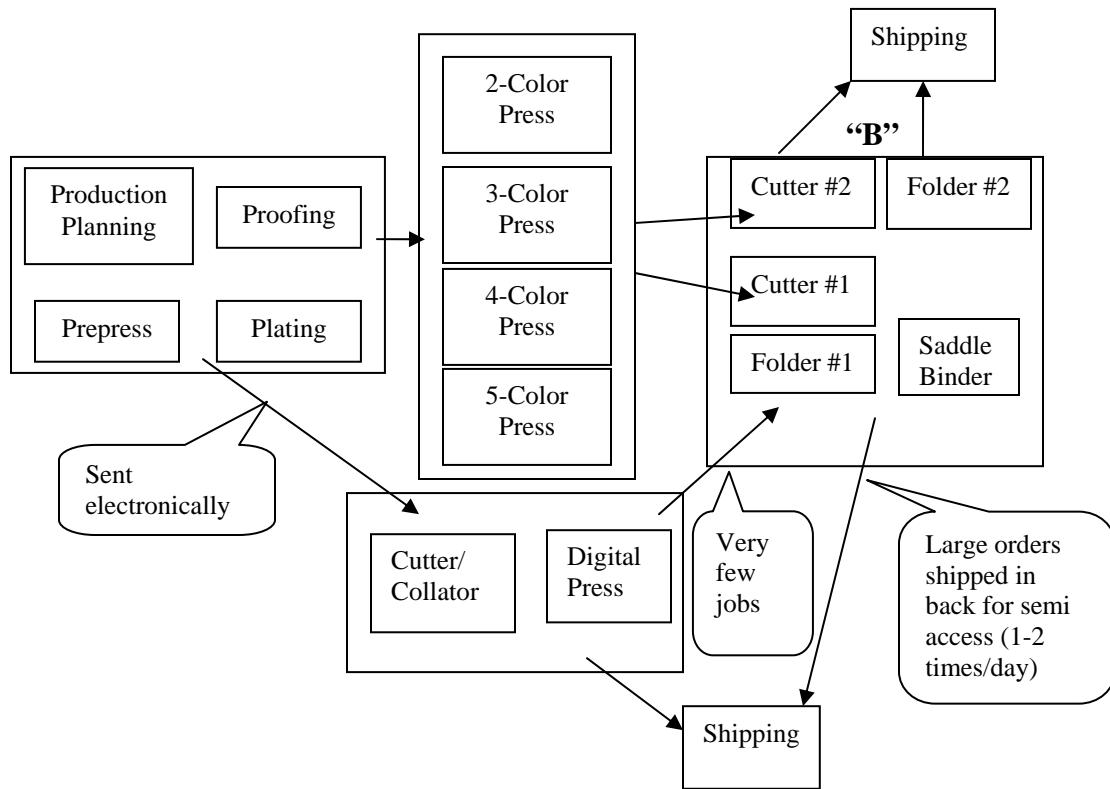 Production
Planning
Proofing
Prepress
Plating
Sent
electronically
2-Color
Press
3-Color
Press
4-Color
Press
5-Color
Press
Cutter/
Collator
Digital
Press
Shipping
“B”
Cutter #2
Folder #2
Cutter #1
Folder #1
Saddle
Binder
Very
few
jobs
Large orders
shipped in
back for semi
access (1-2
times/day)
Shipping